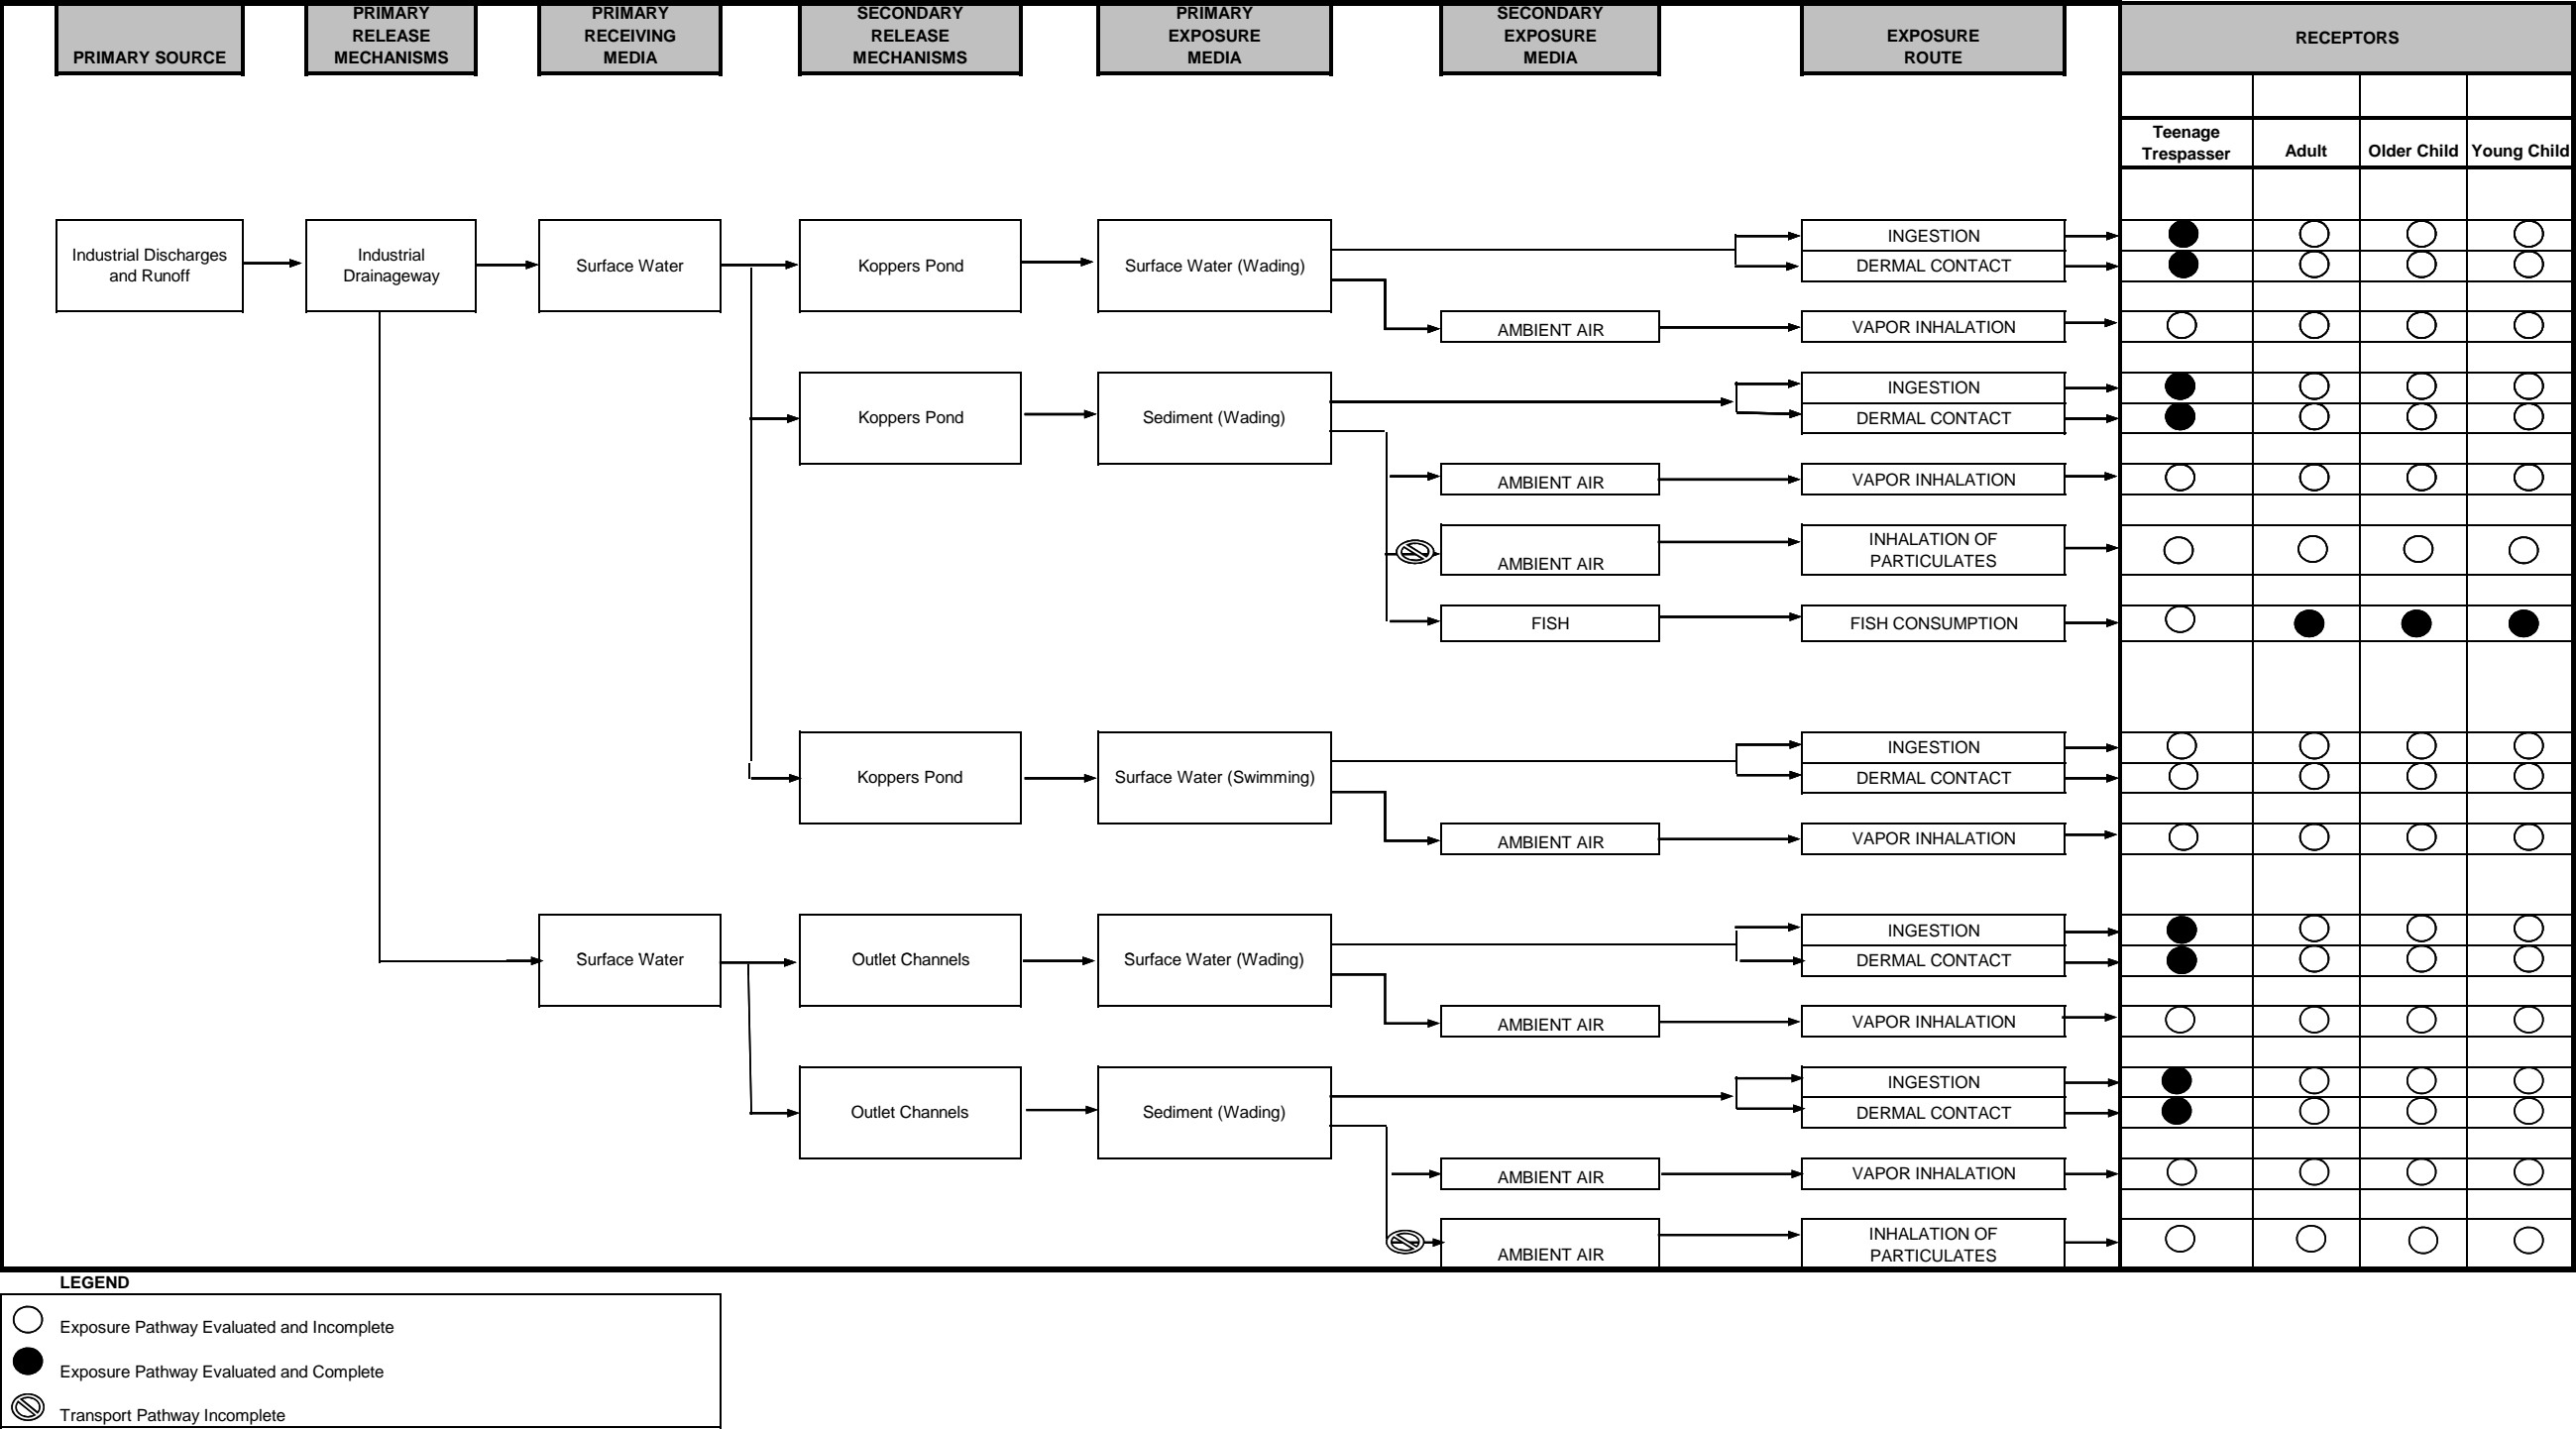 PRIMARY SOURCE
PRIMARY
RELEASE
MECHANISMS
PRIMARY
RECEIVING
MEDIA
SECONDARY
RELEASE
MECHANISMS
PRIMARY
EXPOSURE
MEDIA
SECONDARY
EXPOSURE
MEDIA
EXPOSURE
ROUTE
RECEPTORS
Teenage
Trespasser
Adult
Older Child
Young Child
Industrial Discharges
and Runoff
Industrial
Drainageway
Surface Water
Koppers Pond
Surface Water (Wading)
INGESTION
DERMAL CONTACT
AMBIENT AIR
VAPOR INHALATION
Koppers Pond
Sediment (Wading)
INGESTION
DERMAL CONTACT
AMBIENT AIR
VAPOR INHALATION
AMBIENT AIR
INHALATION OF
PARTICULATES
FISH
FISH CONSUMPTION
Koppers Pond
Surface Water (Swimming)
INGESTION
DERMAL CONTACT
AMBIENT AIR
VAPOR INHALATION
Surface Water
Outlet Channels
Surface Water (Wading)
INGESTION
DERMAL CONTACT
AMBIENT AIR
VAPOR INHALATION
Outlet Channels
Sediment (Wading)
INGESTION
DERMAL CONTACT
AMBIENT AIR
VAPOR INHALATION
AMBIENT AIR
INHALATION OF
PARTICULATES
LEGEND
Exposure Pathway Evaluated and Incomplete
Exposure Pathway Evaluated and Complete
Transport Pathway Incomplete